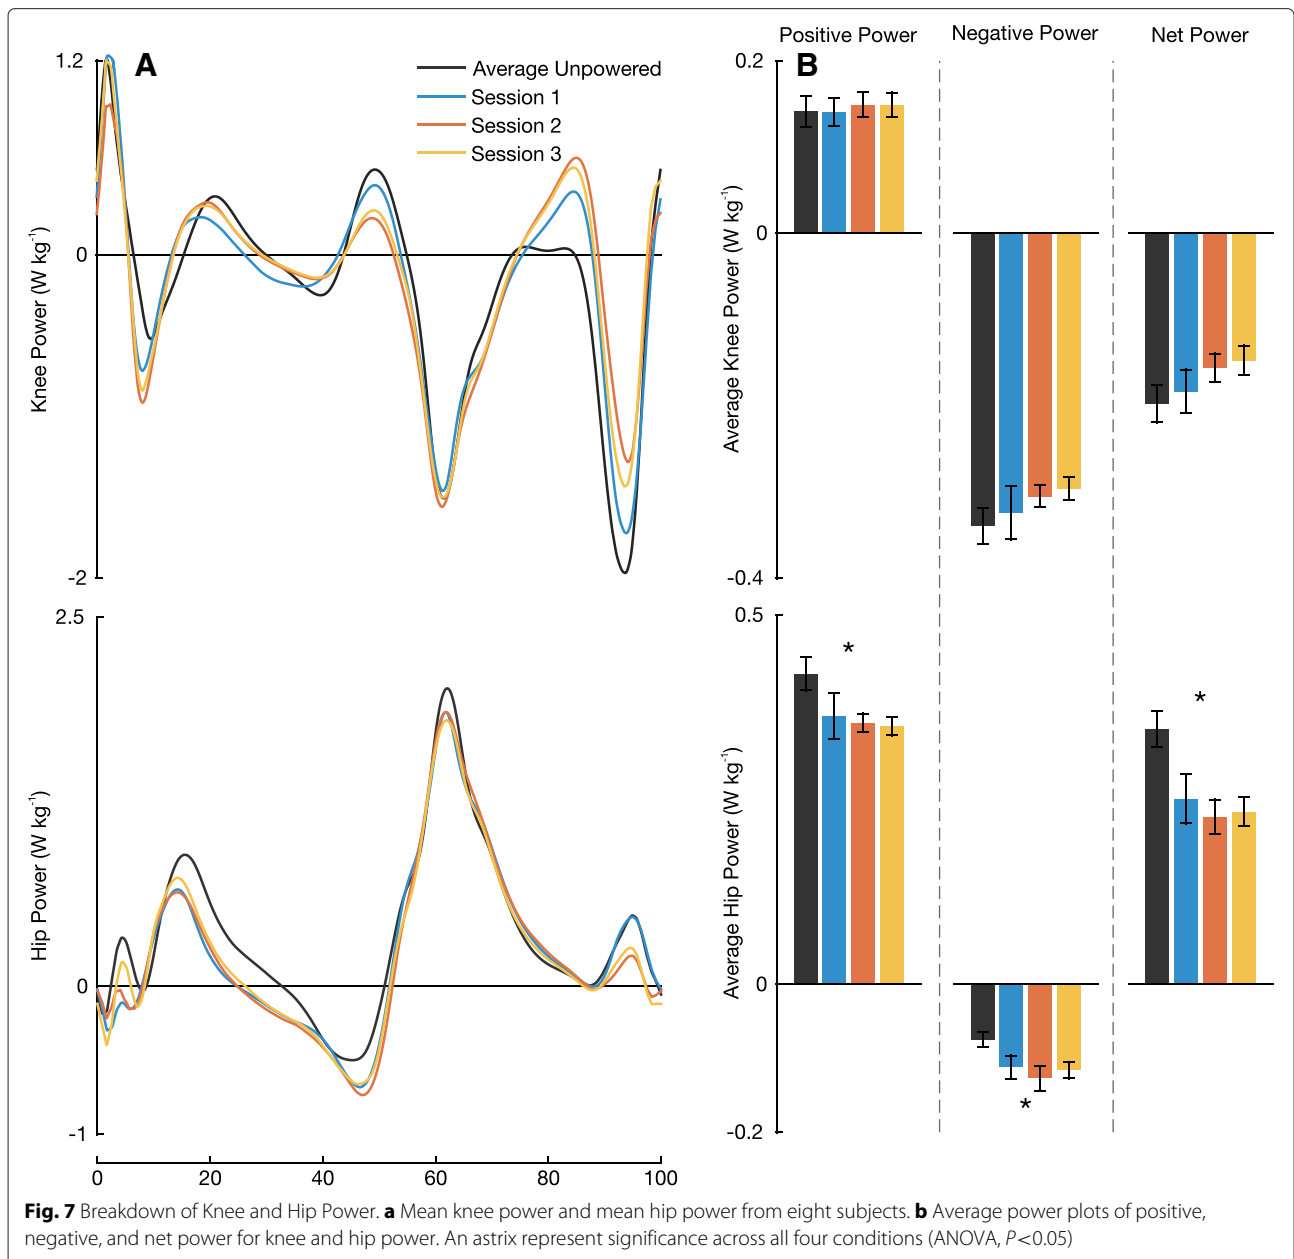 Positive Power
Negative Power
Net Power
A
B
1.2
0
-2
Knee Power (W kg⁻¹)
Average Unpowered
Session 1
Session 2
Session 3
0.2
0
-0.4
Average Knee Power (W kg⁻¹)
2.5
0
-1
Hip Power (W kg⁻¹)
0 20 40 60 80 100
0.5
0
-0.2
Average Hip Power (W kg⁻¹)
*
*
*
Fig. 7 Breakdown of Knee and Hip Power. a Mean knee power and mean hip power from eight subjects. b Average power plots of positive,
negative, and net power for knee and hip power. An astrix represent significance across all four conditions (ANOVA, P<0.05)